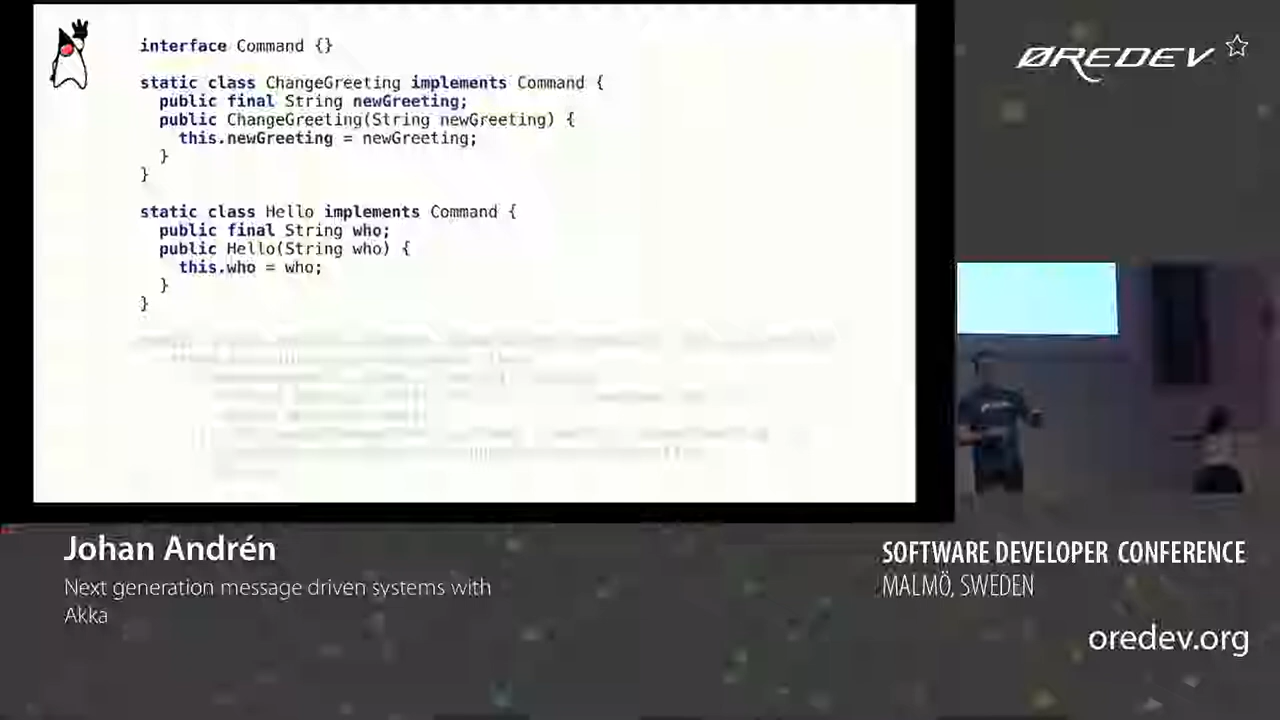 interface Command {}
static class ChangeGreeting implements Command {
public final String newGreeting;
public ChangeGreeting(String newGreeting) {
this.newGreeting = newGreeting;
}
}
static class Hello implements Command {
public final String who;
public Hello(String who) {
this.who = who;
}
}
ØREDEV
Johan Andrén
Next generation message driven systems with
Akka
SOFTWARE DEVELOPER CONFERENCE
MALMÖ, SWEDEN
oredev.org